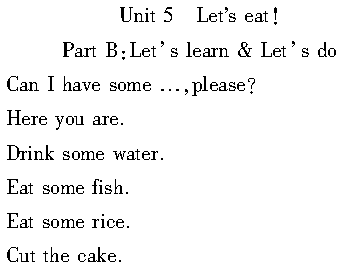 Unit 5 Let's eat!
Part B:Let's learn & Let's do
Can I have some ...,please?
Here you are.
Drink some water.
Eat some fish.
Eat some rice.
Cut the cake.